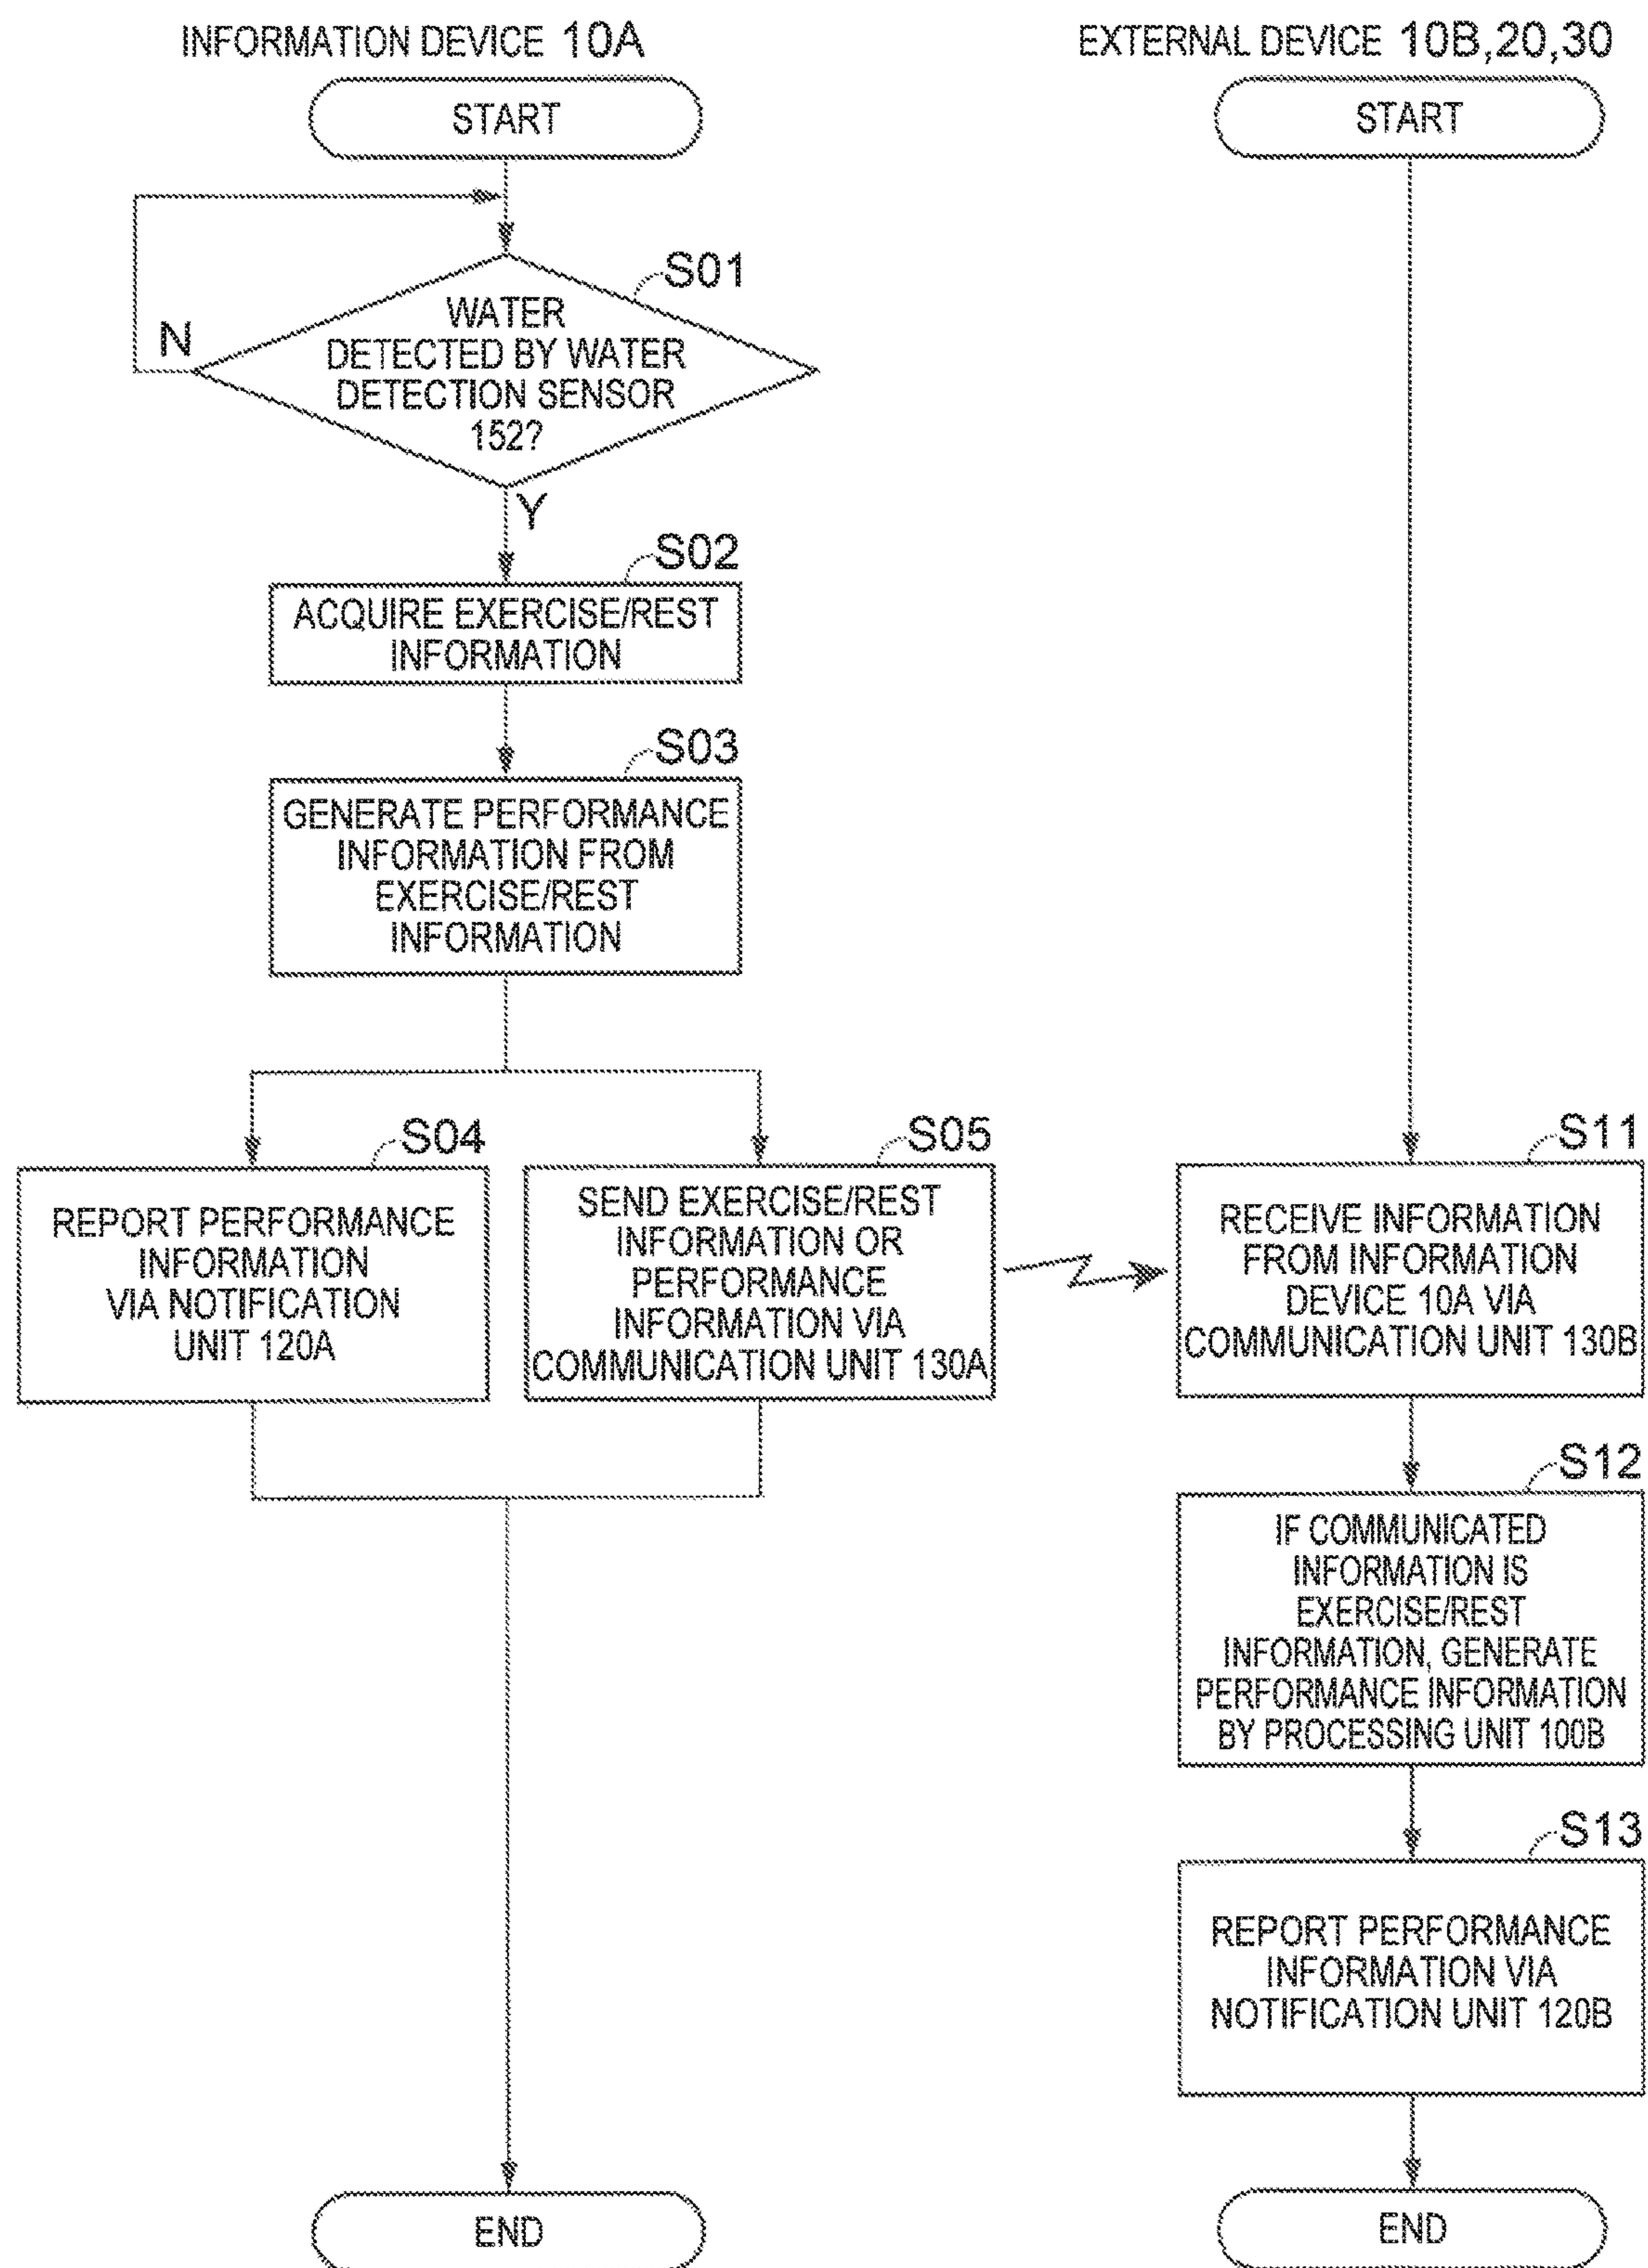 INFORMATION DEVICE 10A
START
S01
WATER
DETECTED BY WATER
DETECTION SENSOR
152?
N
Y
S02
ACQUIRE EXERCISE/REST
INFORMATION
S03
GENERATE PERFORMANCE
INFORMATION FROM
EXERCISE/REST
INFORMATION
S04
REPORT PERFORMANCE
INFORMATION
VIA NOTIFICATION
UNIT 120A
S05
SEND EXERCISE/REST
INFORMATION OR
PERFORMANCE
INFORMATION VIA
COMMUNICATION UNIT 130A
END
EXTERNAL DEVICE 10B,20,30
START
S11
RECEIVE INFORMATION
FROM INFORMATION
DEVICE 10A VIA
COMMUNICATION UNIT 130B
S12
IF COMMUNICATED
INFORMATION IS
EXERCISE/REST
INFORMATION, GENERATE
PERFORMANCE INFORMATION
BY PROCESSING UNIT 100B
S13
REPORT PERFORMANCE
INFORMATION VIA
NOTIFICATION UNIT 120B
END